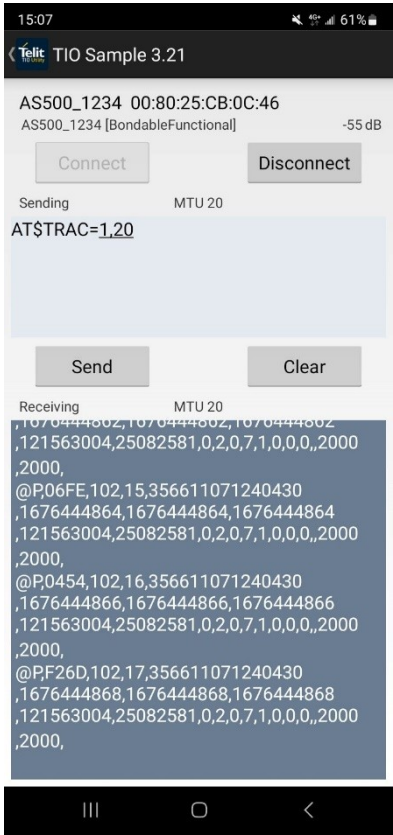 15:07 4G+ 61%
Telit TIO Sample 3.21
AS500_1234 00:80:25:CB:0C:46
AS500_1234 [BondableFunctional] -55 dB
Connect Disconnect
Sending MTU 20
AT$TRAC=1,20
Send Clear
Receiving MTU 20
,1676444862,1676444862,1676444862
,121563004,25082581,0,2,0,7,1,0,0,0,,2000
,2000,
@P,06FE,102,15,356611071240430
,1676444864,1676444864,1676444864
,121563004,25082581,0,2,0,7,1,0,0,0,,2000
,2000,
@P,0454,102,16,356611071240430
,1676444866,1676444866,1676444866
,121563004,25082581,0,2,0,7,1,0,0,0,,2000
,2000,
@P,F26D,102,17,356611071240430
,1676444868,1676444868,1676444868
,121563004,25082581,0,2,0,7,1,0,0,0,,2000
,2000,